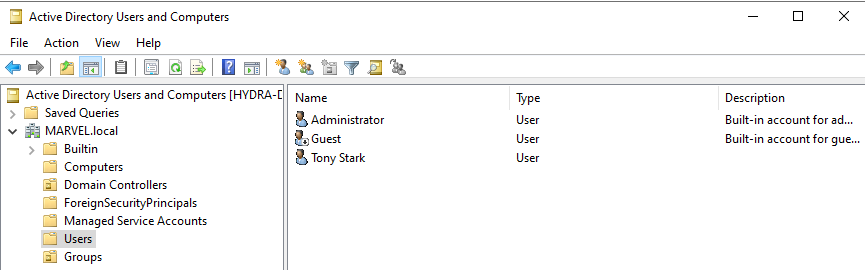 Active Directory Users and Computers
File Action View Help
Active Directory Users and Computers [HYDRA-D
Saved Queries
MARVEL.local
Builtin
Computers
Domain Controllers
ForeignSecurityPrincipals
Managed Service Accounts
Users
Groups
Name Type Description
Administrator User Built-in account for ad...
Guest User Built-in account for gue...
Tony Stark User